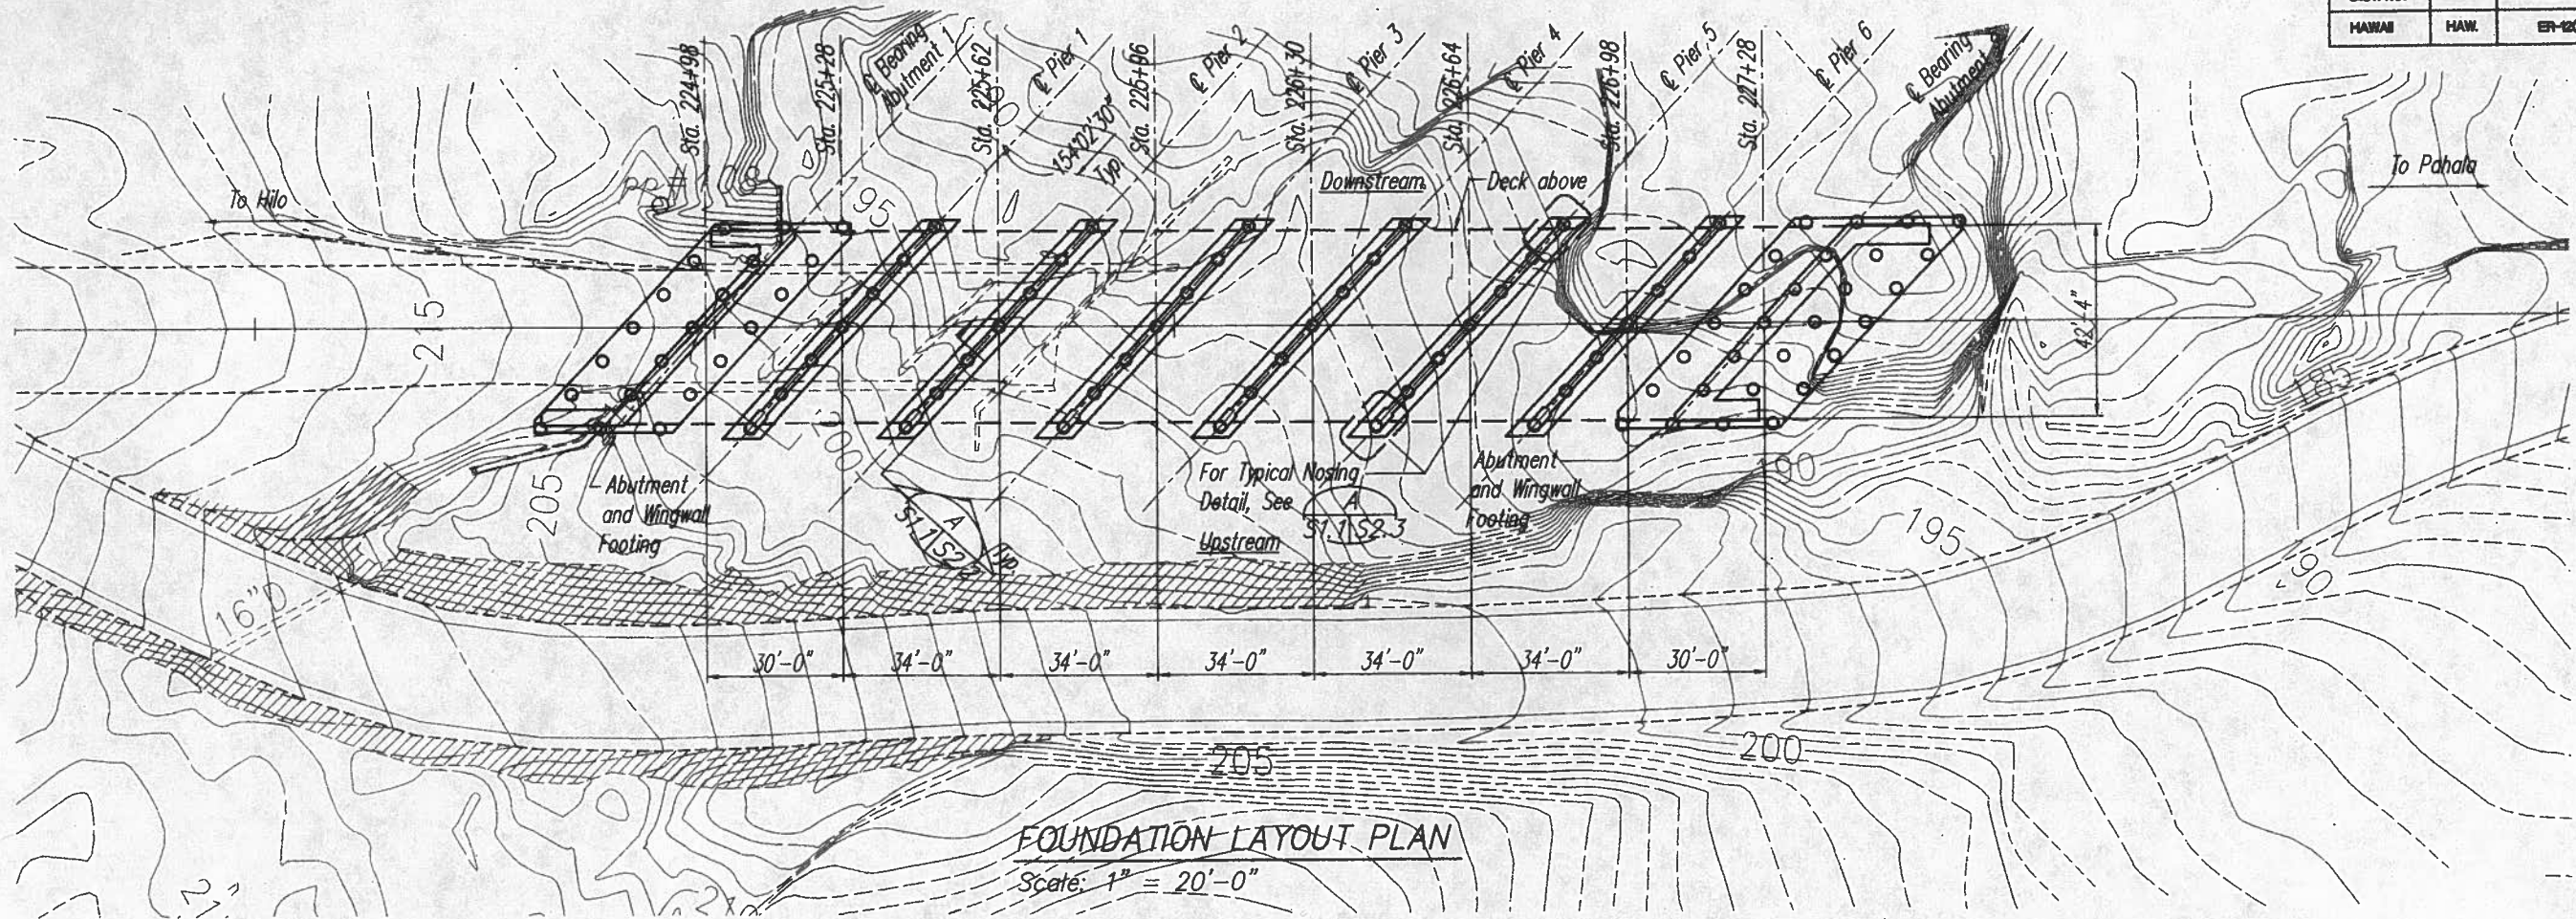 HAWAII HAW.
Sta. 224+98
Sta. 225+28
℄ Bearing
Abutment 1
Sta. 225+62
℄ Pier 1
Sta. 225+96
℄ Pier 2
Sta. 226+30
℄ Pier 3
Sta. 226+64
℄ Pier 4
Sta. 226+98
℄ Pier 5
Sta. 227+28
℄ Pier 6
℄ Bearing
Abutment
154°02'30"
Typ.
To Hilo
195
Downstream
Deck above
To Pahala
215
42'-4"
185
200
205
Abutment
and Wingwall
Footing
A
S1.1
Typ.
For Typical Nosing
Detail, See
A
S1.1 S2.3
Upstream
Abutment
and Wingwall
Footing
195
16"D
30'-0"
34'-0"
34'-0"
34'-0"
34'-0"
34'-0"
30'-0"
205
200
FOUNDATION LAYOUT PLAN
Scale: 1" = 20'-0"